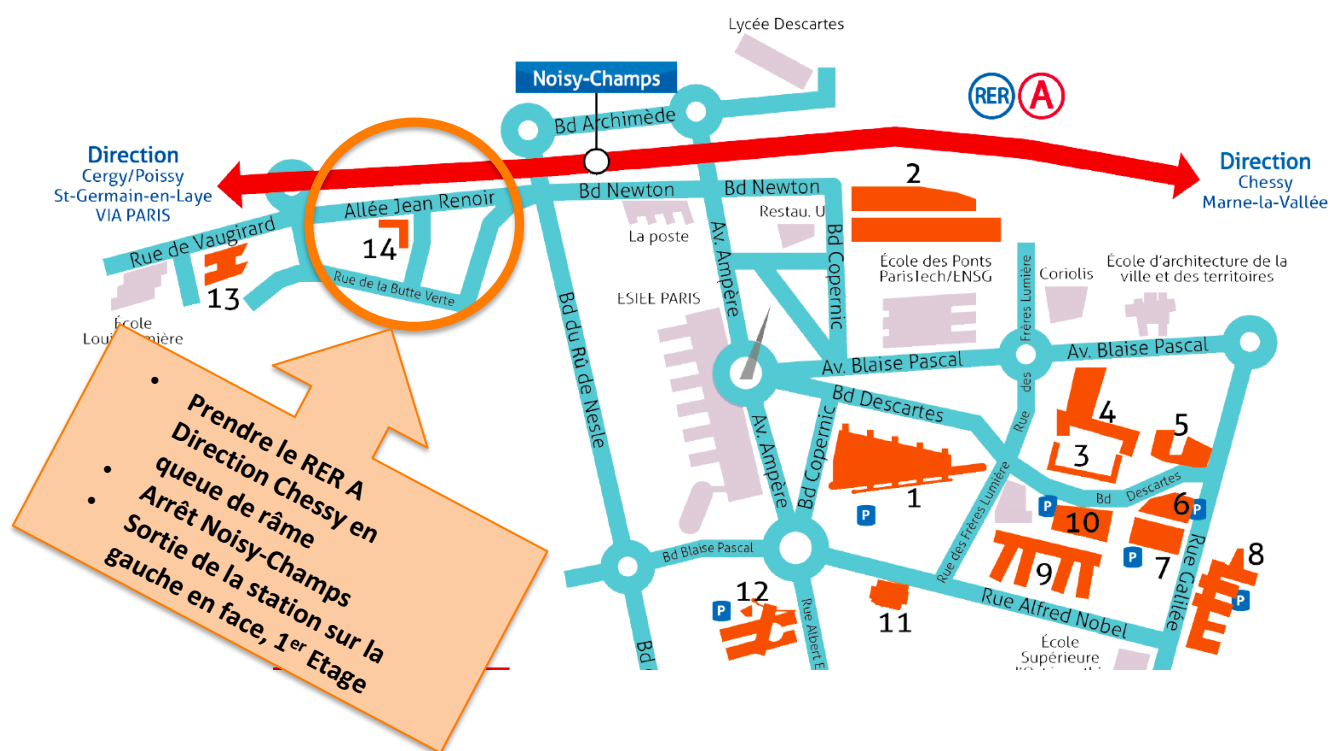 Lycée Descartes
Noisy-Champs
RER A
Bd Archimède
Direction
Cergy/Poissy
St-Germain-en-Laye
VIA PARIS
Direction
Chessy
Marne-la-Vallée
Allée Jean Renoir
Bd Newton
Bd Newton
2
Rue de Vaugirard
14
La poste
Restau. U
Av. Ampère
Bd Copernic
13
Rue de la Butte Verte
École des Ponts
ParisTech/ENSG
Rue des Frères Lumière
Coriolis
École d'architecture de la
ville et des territoires
ESIEE PARIS
Bd du Rû de Nesle
École
Av. Blaise Pascal
Av. Blaise Pascal
Bd Descartes
Av. Ampère
Bd Copernic
4
5
3
1
P
Bd Descartes
P
10
6
P
Rue des Frères Lumière
9
P
7
Rue Galilée
8
P
Bd Blaise Pascal
12
P
11
Rue Alfred Nobel
Rue Albert E
Bd
École
Supérieure
• Prendre le RER A
Direction Chessy en
queue de râme
• Arrêt Noisy-Champs
• Sortie de la station sur la
gauche en face, 1er Etage